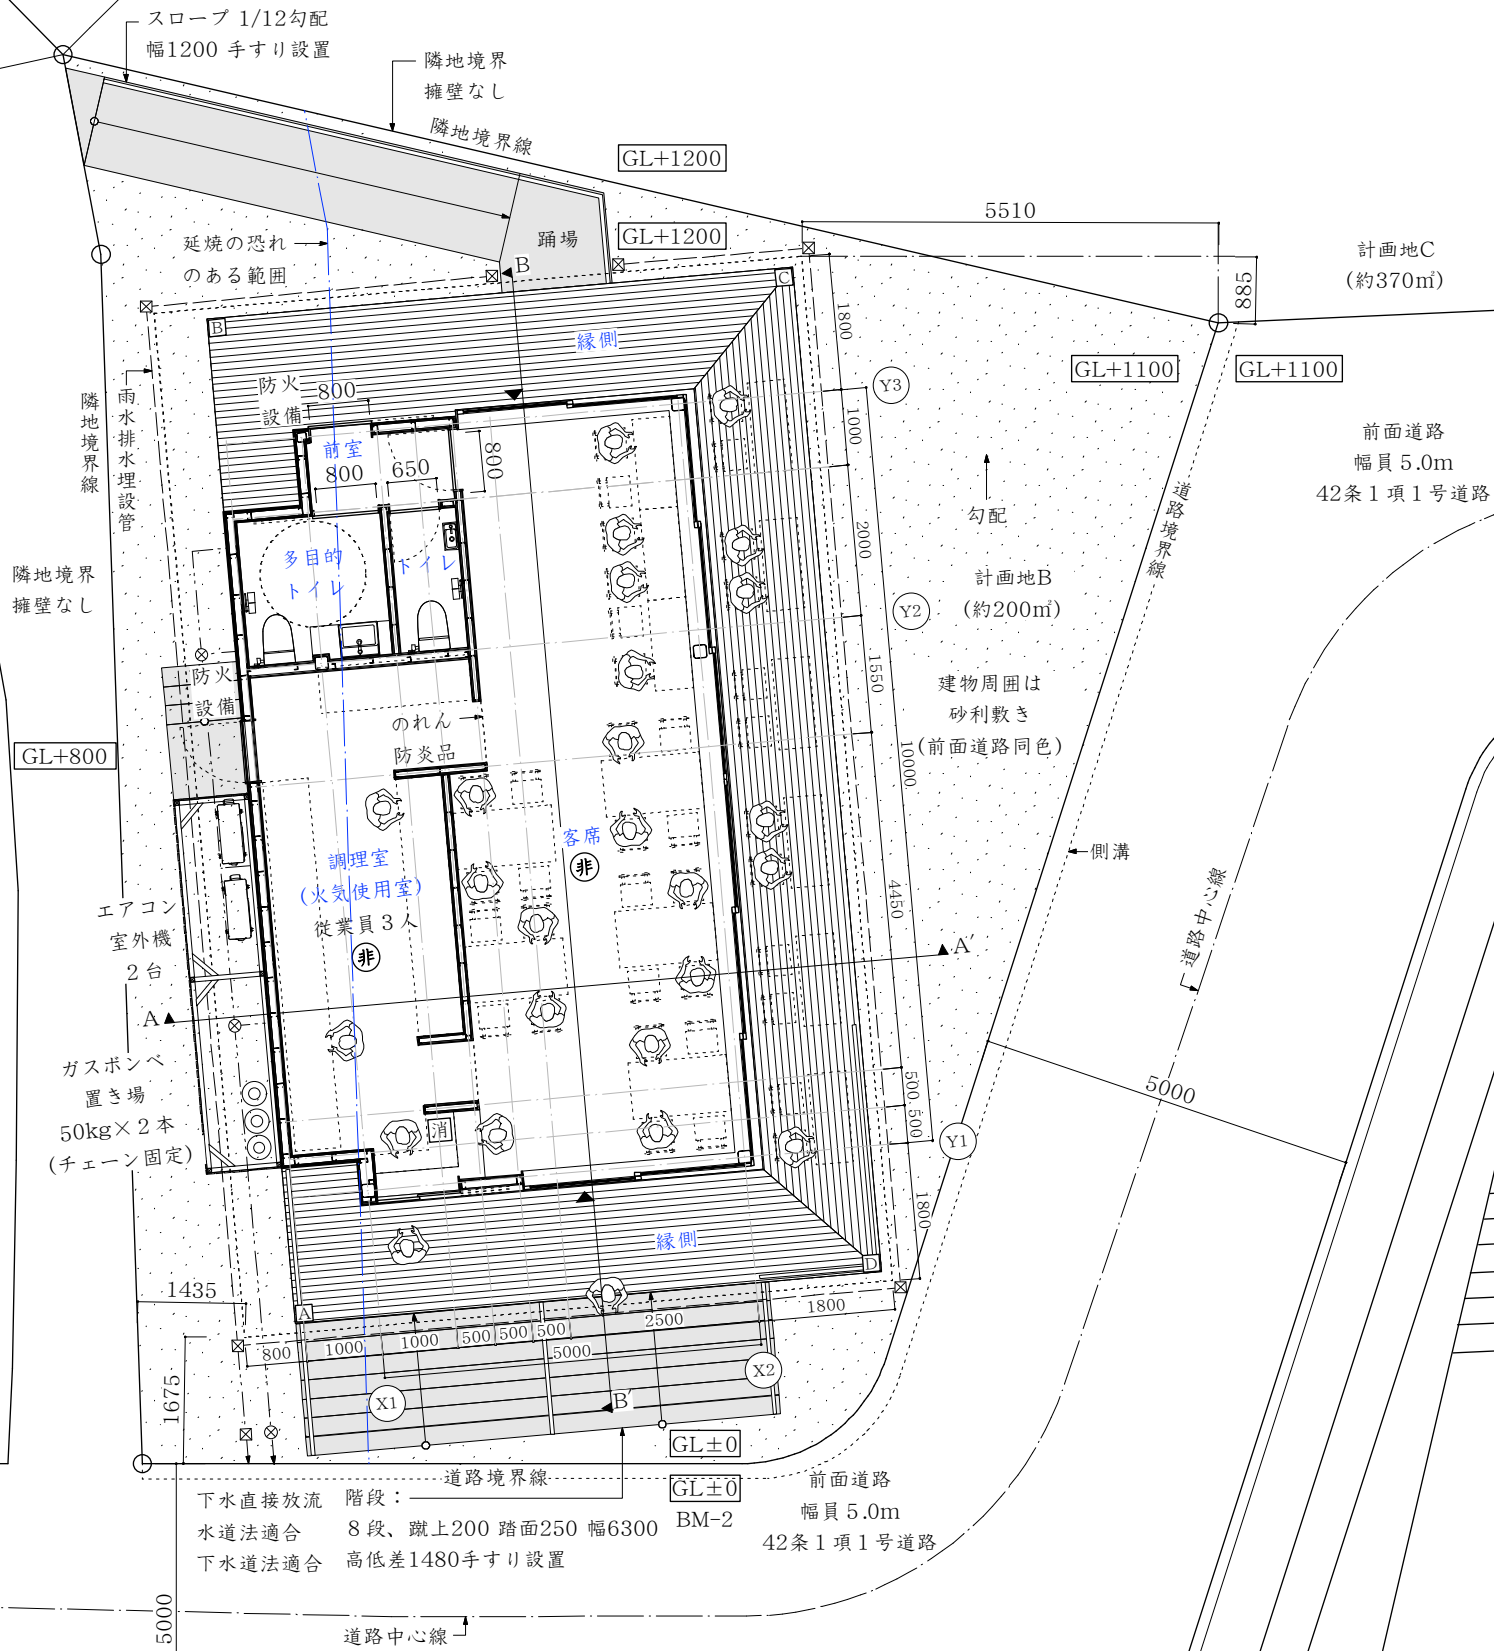 スロープ 1/12勾配
幅1200 手すり設置
隣地境界
擁壁なし
隣地境界線
GL+1200
5510
踊場
GL+1200
延焼の恐れ
のある範囲
B
計画地C
(約370㎡)
885
B
C
1800
縁側
防火
設備
800
GL+1100
GL+1100
Y3
隣地境界線
雨水排水埋設管
前室
800
650
800
1000
前面道路
幅員 5.0m
42条1項1号道路
道路境界線
勾配
2000
多目的
トイレ
トイレ
隣地境界
擁壁なし
計画地B
(約200㎡)
Y2
1550
防火
設備
建物周囲は
砂利敷き
(前面道路同色)
のれん
防炎品
GL+800
10000
客席
非
側溝
調理室
(火気使用室)
従業員3人
非
4450
道路中心線
エアコン
室外機
2台
A′
A
ガスボンベ
置き場
50kg×2本
(チェーン固定)
500
500
5000
消
Y1
1800
縁側
D
1435
A
1800
800
1000
1000
500
500
500
2500
5000
1675
X1
X2
B′
GL±0
道路境界線
GL±0
BM-2
前面道路
幅員 5.0m
42条1項1号道路
下水直接放流
水道法適合
下水道法適合
階段：
8段、蹴上200 踏面250 幅6300
高低差1480手すり設置
5000
道路中心線